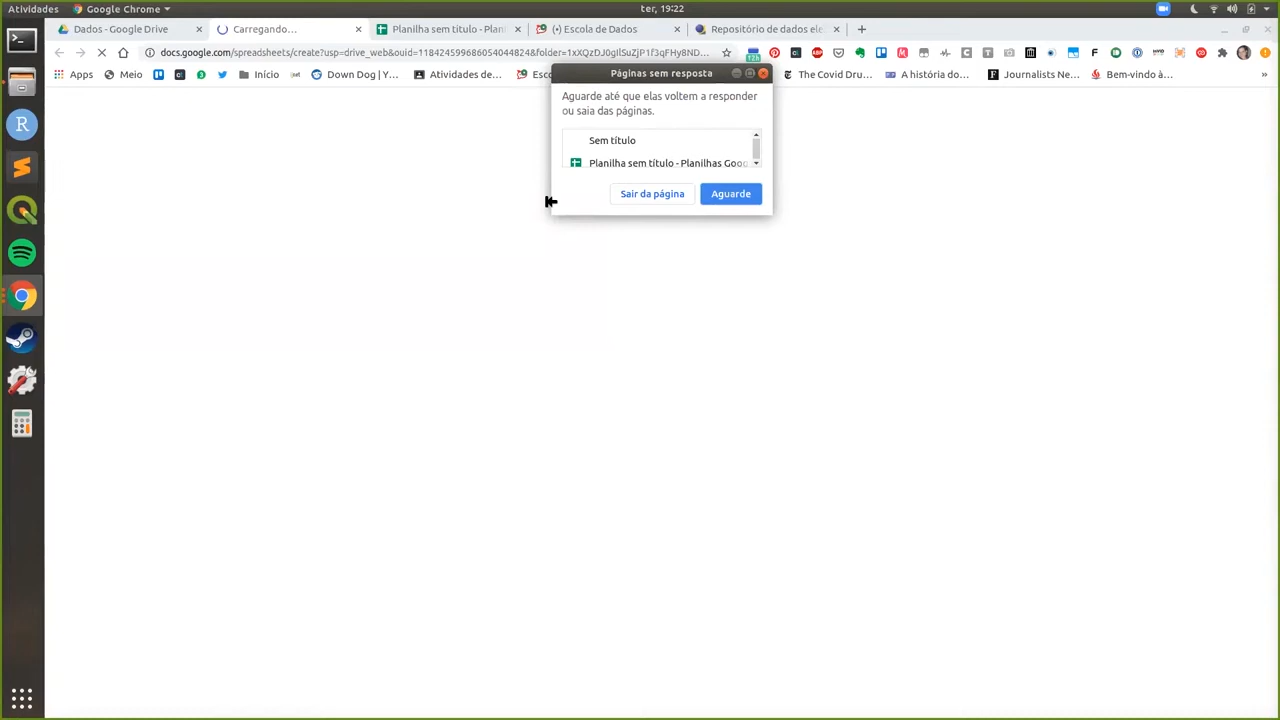 Atividades
Google Chrome
ter, 19:22
Dados - Google Drive
Carregando...
Planilha sem título - Plani
(•) Escola de Dados
Repositório de dados ele
docs.google.com/spreadsheets/create?usp=drive_web&ouid=118424599686054044824&folder=1xXQzDJ0gIlSuZjP1f3qFHy8ND...
12h
Apps
Meio
Início
Down Dog | Y...
Atividades de...
Esco
The Covid Dru...
A história do...
Journalists Ne...
Bem-vindo à...
Páginas sem resposta
Aguarde até que elas voltem a responder
ou saia das páginas.
Sem título
Planilha sem título - Planilhas Goo
Sair da página
Aguarde